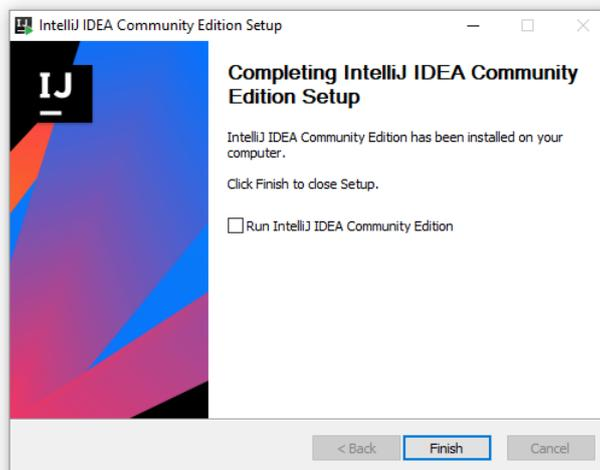 IntelliJ IDEA Community Edition Setup
IJ
Completing IntelliJ IDEA Community
Edition Setup
IntelliJ IDEA Community Edition has been installed on your
computer.
Click Finish to close Setup.
Run IntelliJ IDEA Community Edition
< Back
Finish
Cancel